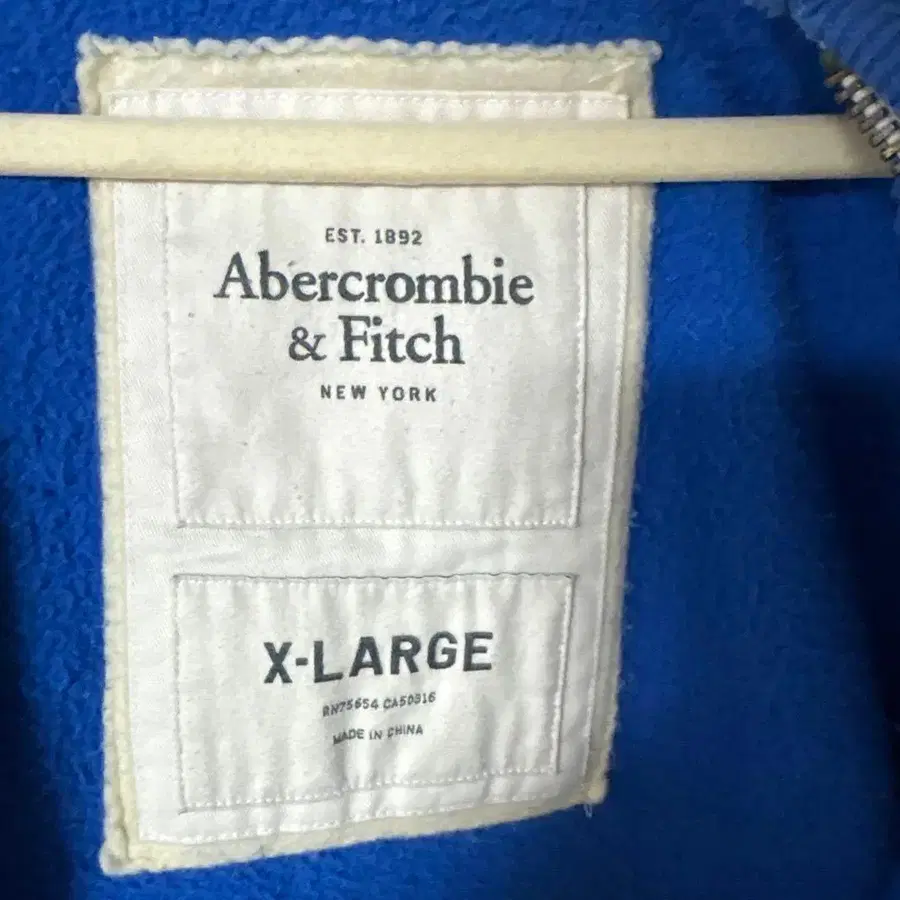 EST. 1892
Abercrombie
& Fitch
NEW YORK
X-LARGE
RN75654 CA50816
MADE IN CHINA